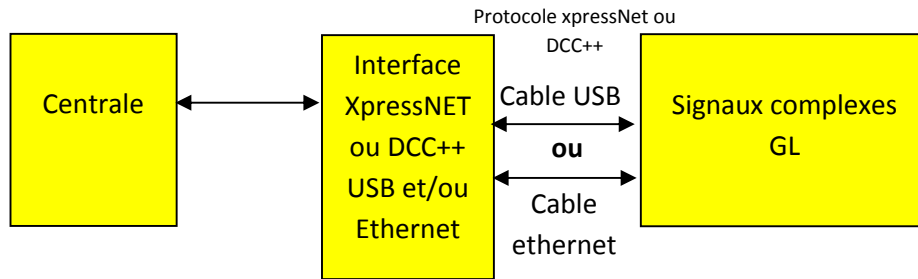 Protocole xpressNet ou
DCC++
Centrale
Interface
XpressNET
ou DCC++
USB et/ou
Ethernet
Cable USB
ou
Cable
ethernet
Signaux complexes
GL